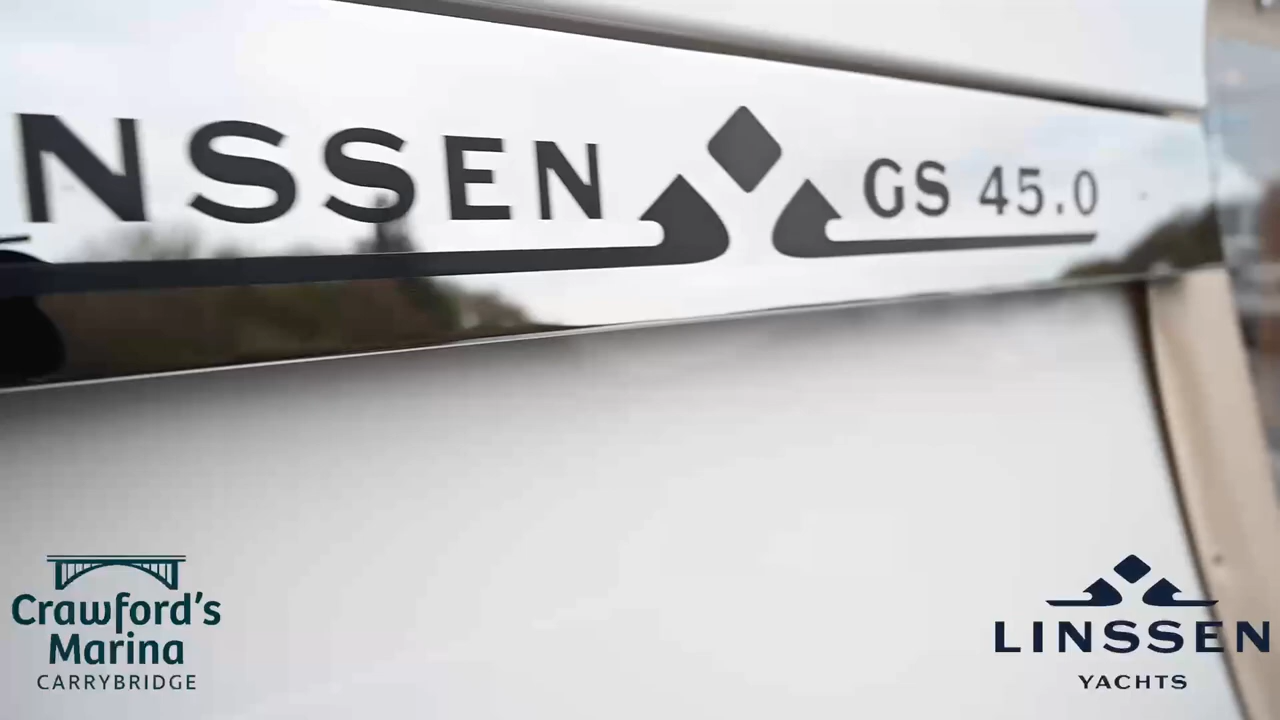 NSSEN GS 45.0
Crawford's
Marina
CARRYBRIDGE
LINSSEN
YACHTS